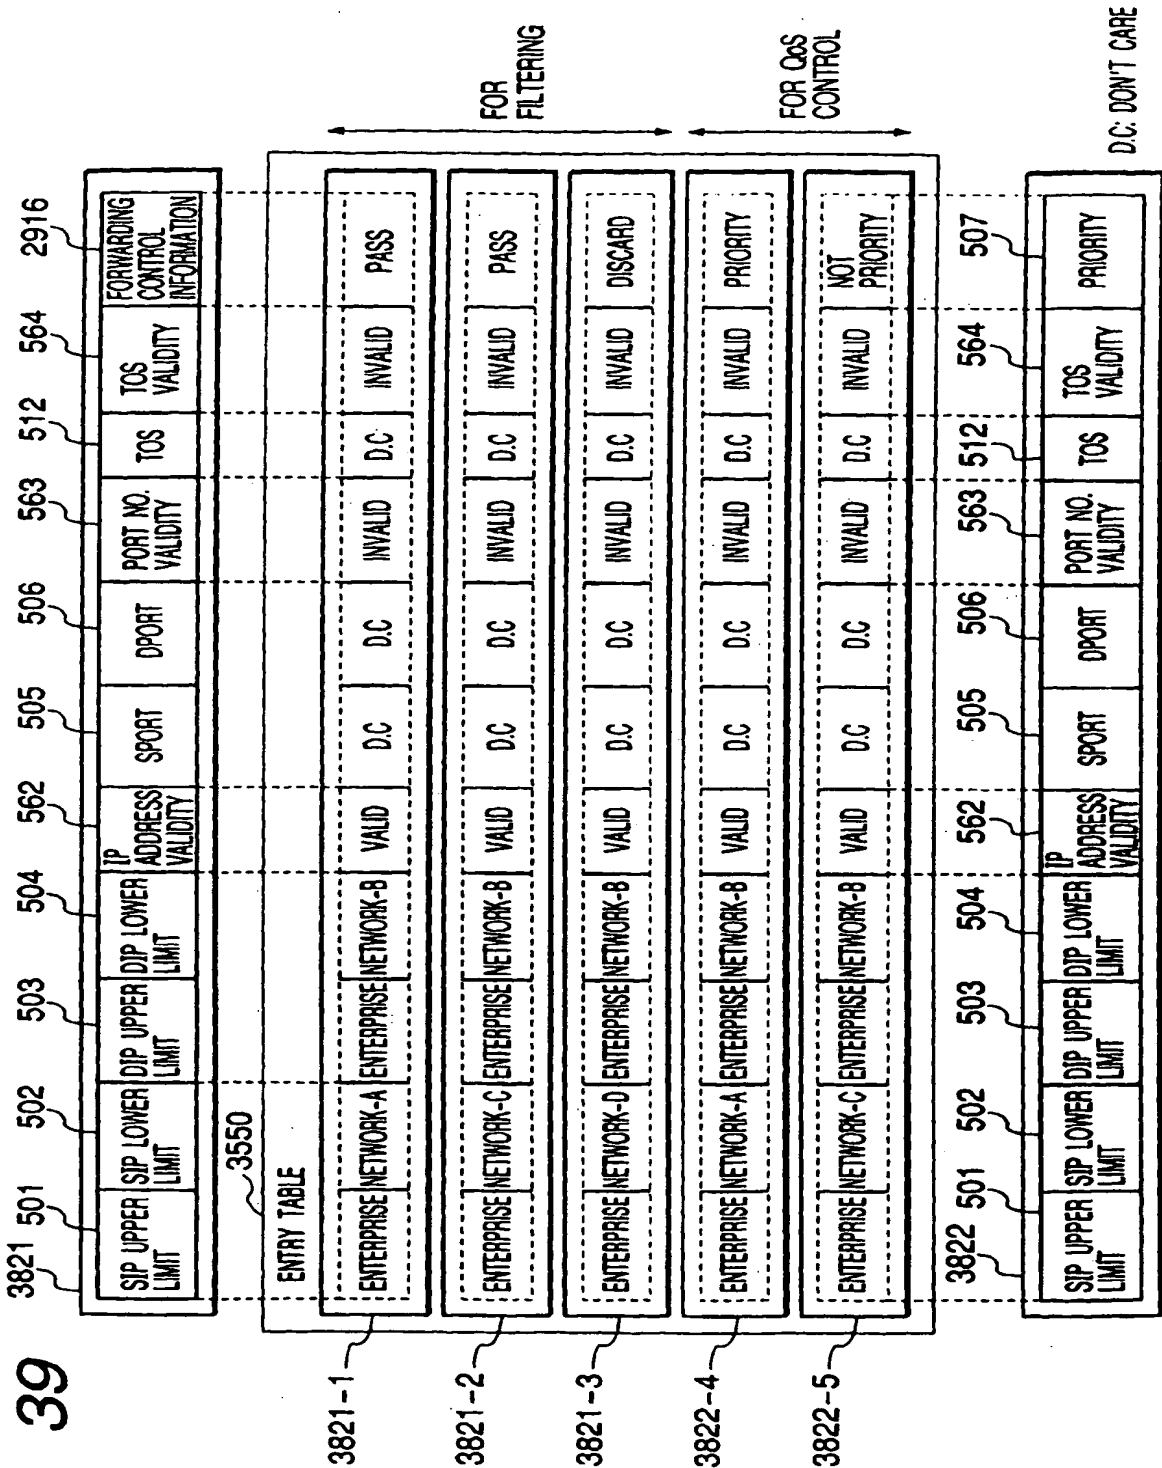 39
3821
501
502
503
504
562
505
506
563
512
564
2916
SIP UPPER LIMIT
SIP LOWER LIMIT
DIP UPPER LIMIT
DIP LOWER LIMIT
IP ADDRESS VALIDITY
SPORT
DPORT
PORT NO. VALIDITY
TOS
TOS VALIDITY
FORWARDING CONTROL INFORMATION
3550
ENTRY TABLE
3821-1
ENTERPRISE NETWORK-A ENTERPRISE NETWORK-B VALID D.C D.C INVALID D.C INVALID PASS
3821-2
ENTERPRISE NETWORK-C ENTERPRISE NETWORK-B VALID D.C D.C INVALID D.C INVALID PASS
3821-3
ENTERPRISE NETWORK-D ENTERPRISE NETWORK-B VALID D.C D.C INVALID D.C INVALID DISCARD
FOR FILTERING
3822-4
ENTERPRISE NETWORK-A ENTERPRISE NETWORK-B VALID D.C D.C INVALID D.C INVALID PRIORITY
3822-5
ENTERPRISE NETWORK-C ENTERPRISE NETWORK-B VALID D.C D.C INVALID D.C INVALID NOT PRIORITY
FOR QoS CONTROL
3822
501
502
503
504
562
505
506
563
512
564
507
SIP UPPER LIMIT
SIP LOWER LIMIT
DIP UPPER LIMIT
DIP LOWER LIMIT
IP ADDRESS VALIDITY
SPORT
DPORT
PORT NO. VALIDITY
TOS
TOS VALIDITY
PRIORITY
D.C: DON'T CARE